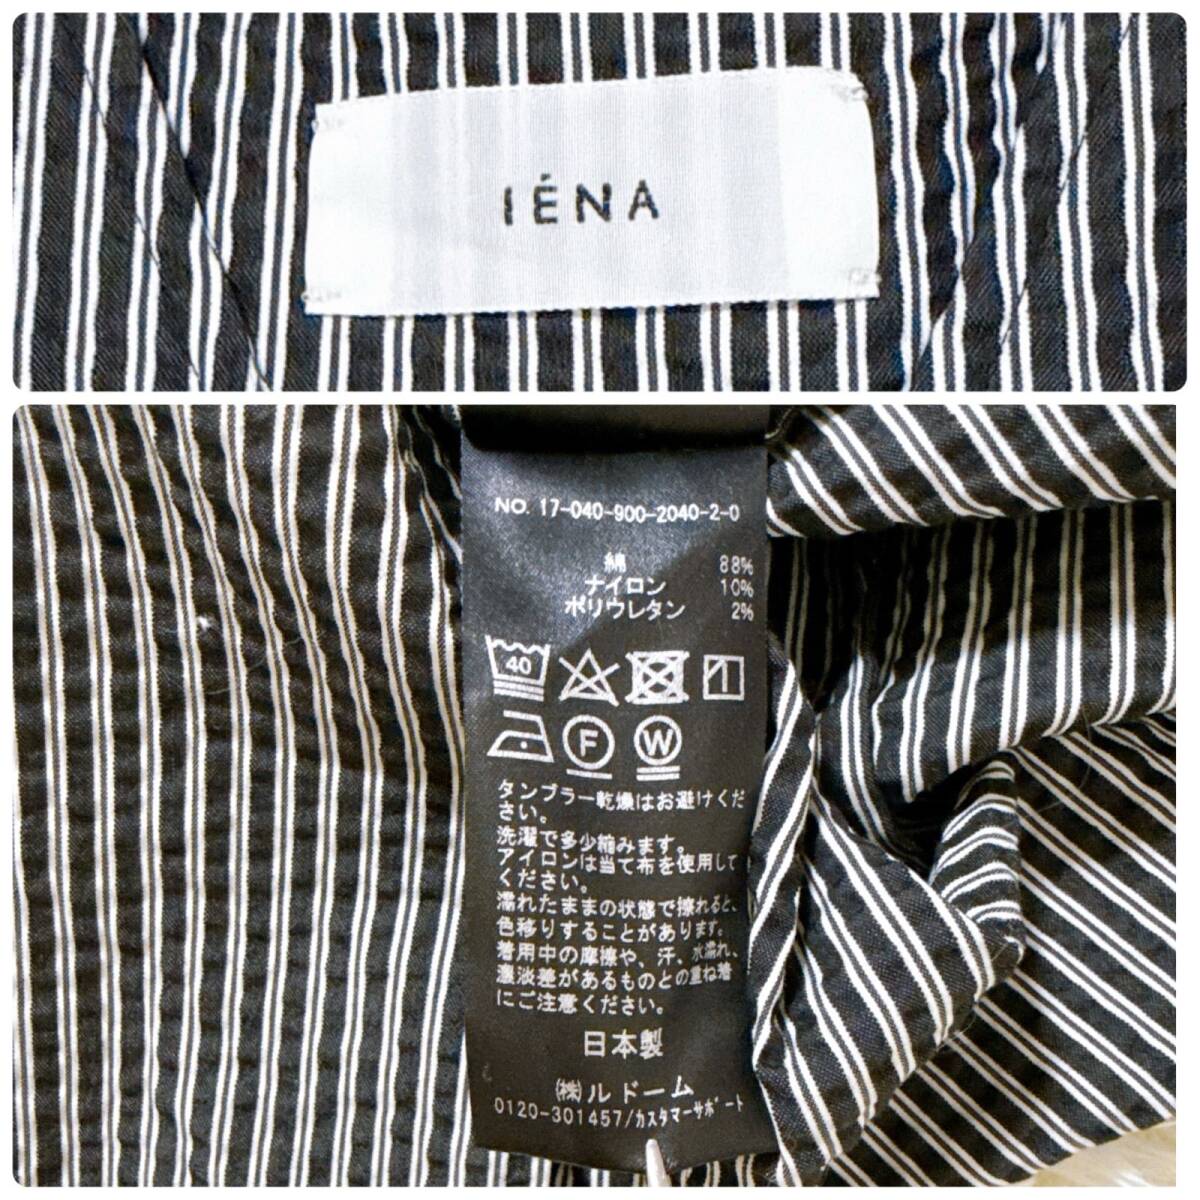 IÉNA
NO. 17-040-900-2040-2-0
綿 88%
ナイロン 10%
ポリウレタン 2%
40
F W
タンブラー乾燥はお避けくだ
さい。
洗濯で多少縮みます。
アイロンは当て布を使用して
ください。
濡れたままの状態で擦れると、
色移りすることがあります。
着用中の摩擦や、汗、水濡れ、
濃淡差があるものとの重ね着
にご注意ください。
日本製
㈱ルドーム
0120-301457/ｶｽﾀﾏｰｻﾎﾟｰﾄ